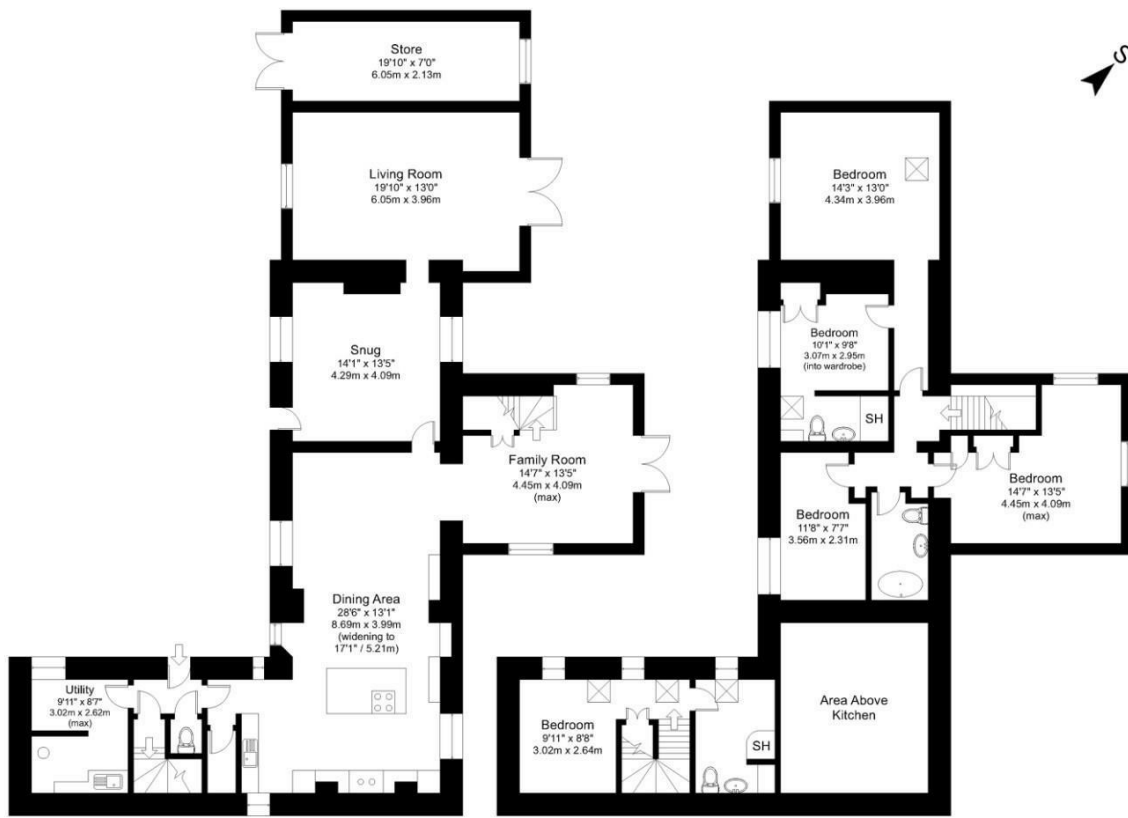 Store
19'10" x 7'0"
6.05m x 2.13m
Living Room
19'10" x 13'0"
6.05m x 3.96m
Snug
14'1" x 13'5"
4.29m x 4.09m
Family Room
14'7" x 13'5"
4.45m x 4.09m
(max)
Dining Area
28'6" x 13'1"
8.69m x 3.99m
(widening to
17'1" / 5.21m)
Utility
9'11" x 8'7"
3.02m x 2.62m
(max)
S
Bedroom
14'3" x 13'0"
4.34m x 3.96m
Bedroom
10'1" x 9'8"
3.07m x 2.95m
(into wardrobe)
SH
Bedroom
14'7" x 13'5"
4.45m x 4.09m
(max)
Bedroom
11'8" x 7'7"
3.56m x 2.31m
Bedroom
9'11" x 8'8"
3.02m x 2.64m
SH
Area Above
Kitchen